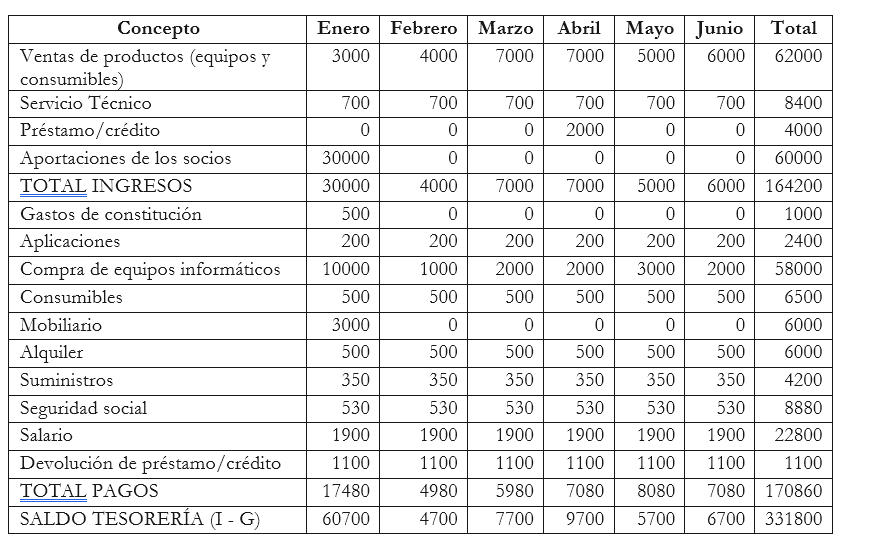 Concepto Enero Febrero Marzo Abril Mayo Junio Total
Ventas de productos (equipos y 3000 4000 7000 7000 5000 6000 62000
consumibles)
Servicio Técnico 700 700 700 700 700 700 8400
Préstamo/crédito 0 0 0 2000 0 0 4000
Aportaciones de los socios 30000 0 0 0 0 0 60000
TOTAL INGRESOS 30000 4000 7000 7000 5000 6000 164200
Gastos de constitución 500 0 0 0 0 0 1000
Aplicaciones 200 200 200 200 200 200 2400
Compra de equipos informáticos 10000 1000 2000 2000 3000 2000 58000
Consumibles 500 500 500 500 500 500 6500
Mobiliario 3000 0 0 0 0 0 6000
Alquiler 500 500 500 500 500 500 6000
Suministros 350 350 350 350 350 350 4200
Seguridad social 530 530 530 530 530 530 8880
Salario 1900 1900 1900 1900 1900 1900 22800
Devolución de préstamo/crédito 1100 1100 1100 1100 1100 1100 1100
TOTAL PAGOS 17480 4980 5980 7080 8080 7080 170860
SALDO TESORERÍA (I - G) 60700 4700 7700 9700 5700 6700 331800